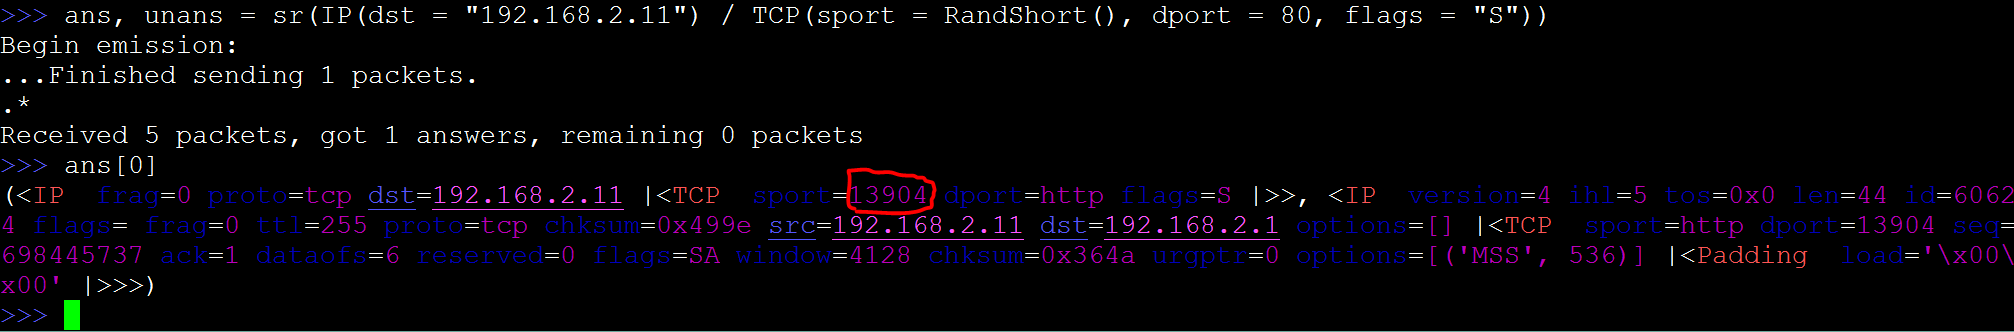 >>> ans, unans = sr(IP(dst = "192.168.2.11") / TCP(sport = RandShort(), dport = 80, flags = "S"))
Begin emission:
...Finished sending 1 packets.
.*
Received 5 packets, got 1 answers, remaining 0 packets
>>> ans[0]
(<IP  frag=0 proto=tcp dst=192.168.2.11 |<TCP  sport=13904 dport=http flags=S |>>, <IP  version=4 ihl=5 tos=0x0 len=44 id=6062
4 flags= frag=0 ttl=255 proto=tcp chksum=0x499e src=192.168.2.11 dst=192.168.2.1 options=[] |<TCP  sport=http dport=13904 seq=
698445737 ack=1 dataofs=6 reserved=0 flags=SA window=4128 chksum=0x364a urgptr=0 options=[('MSS', 536)] |<Padding  load='\x00\
x00' |>>>)
>>>